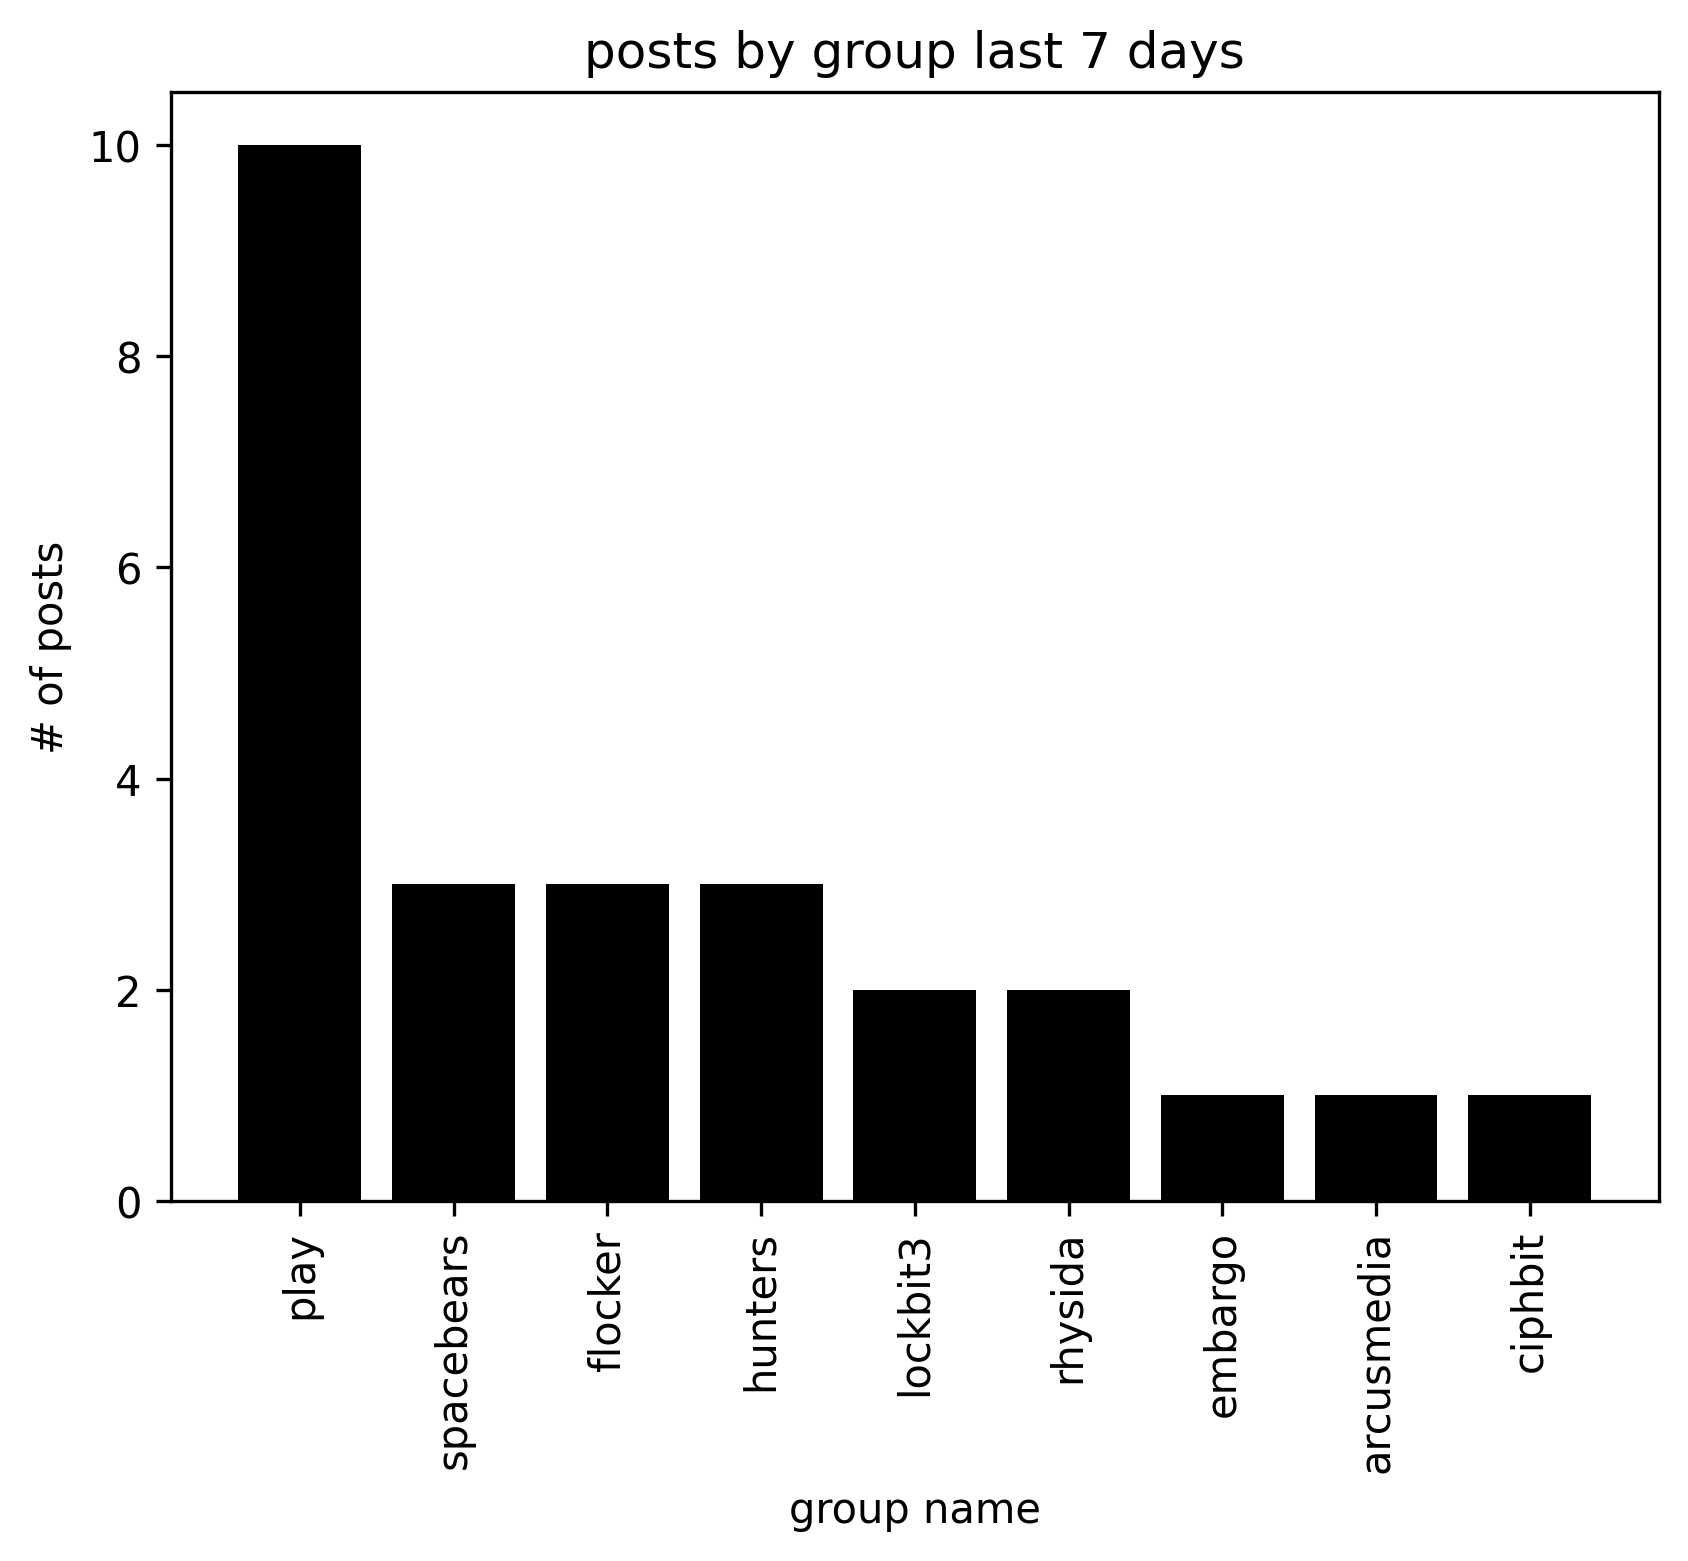 posts by group last 7 days
10
8
6
4
2
0
# of posts
play
spacebears
flocker
hunters
lockbit3
rhysida
embargo
arcusmedia
ciphbit
group name